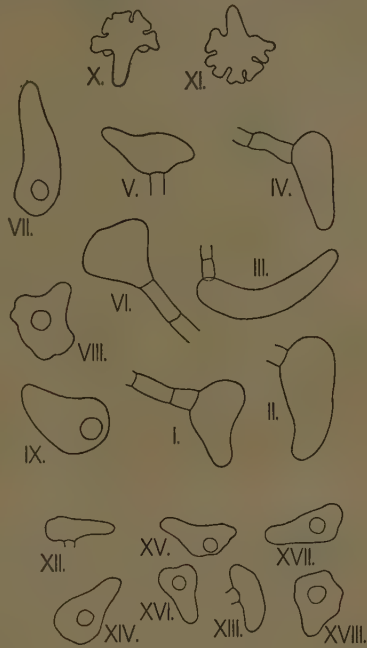 X.
XI.
VII.
V.
IV.
VI.
III.
VIII.
IX.
I.
II.
XII.
XV.
XVII.
XIV.
XVI.
XIII.
XVIII.